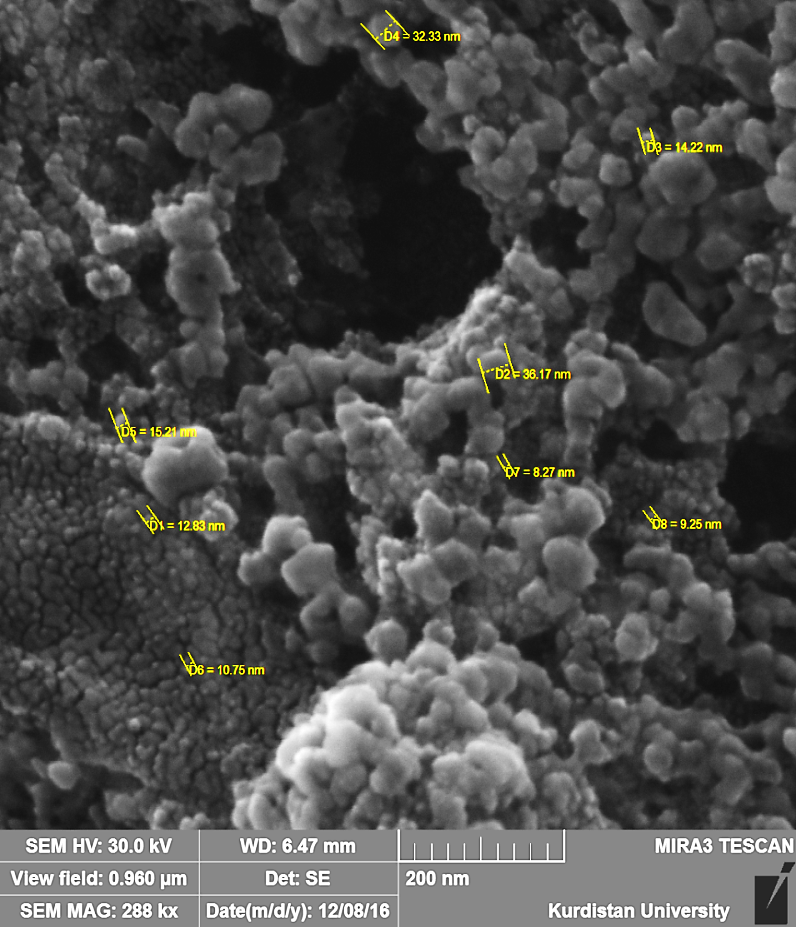 D4 = 32.33 nm
D3 = 14.22 nm
D2 = 36.17 nm
D5 = 15.21 nm
D7 = 8.27 nm
D1 = 12.83 nm
D8 = 9.25 nm
D6 = 10.75 nm
SEM HV: 30.0 kV WD: 6.47 mm MIRA3 TESCAN
View field: 0.960 µm Det: SE 200 nm
SEM MAG: 288 kx Date(m/d/y): 12/08/16 Kurdistan University